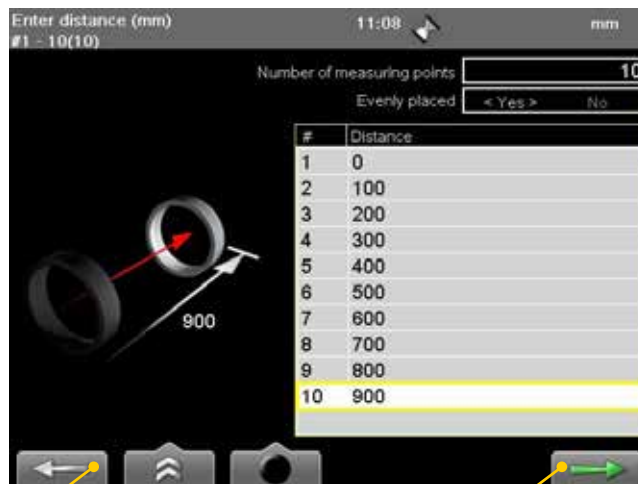 Enter distance (mm) 11:08 mm
#1 - 10(10)
Number of measuring points 10
Evenly placed < Yes > No
# Distance
1 0
2 100
3 200
4 300
5 400
6 500
7 600
8 700
9 800
10 900
900